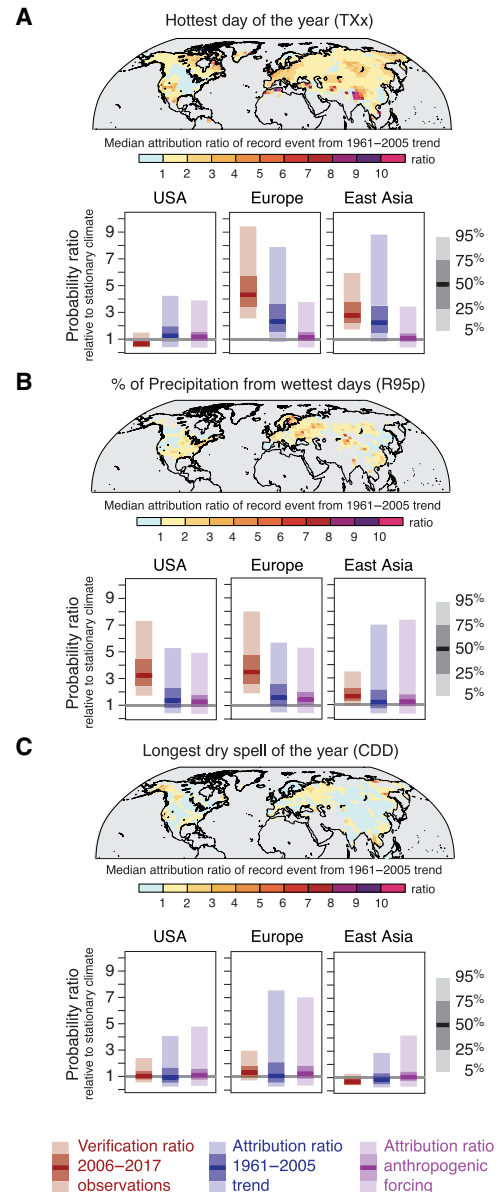 A
Hottest day of the year (TXx)
Median attribution ratio of record event from 1961–2005 trend
ratio
1 2 3 4 5 6 7 8 9 10
USA Europe East Asia
Probability ratio
relative to stationary climate
9
7
5
3
1
95%
75%
50%
25%
5%
B
% of Precipitation from wettest days (R95p)
Median attribution ratio of record event from 1961–2005 trend
ratio
1 2 3 4 5 6 7 8 9 10
USA Europe East Asia
Probability ratio
relative to stationary climate
9
7
5
3
1
95%
75%
50%
25%
5%
C
Longest dry spell of the year (CDD)
Median attribution ratio of record event from 1961–2005 trend
ratio
1 2 3 4 5 6 7 8 9 10
USA Europe East Asia
Probability ratio
relative to stationary climate
9
7
5
3
1
95%
75%
50%
25%
5%
Verification ratio
2006–2017
observations
Attribution ratio
1961–2005
trend
Attribution ratio
anthropogenic
forcing